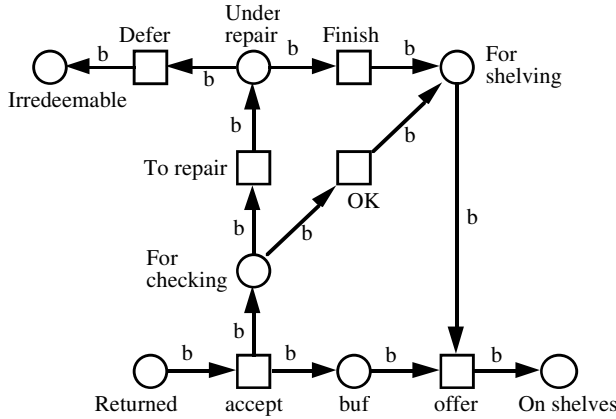 Under
Defer repair Finish
b b b b
For
shelving
Irredeemable
b b
To repair
OK
b b b
For
checking
b
b b b b
Returned accept buf offer On shelves